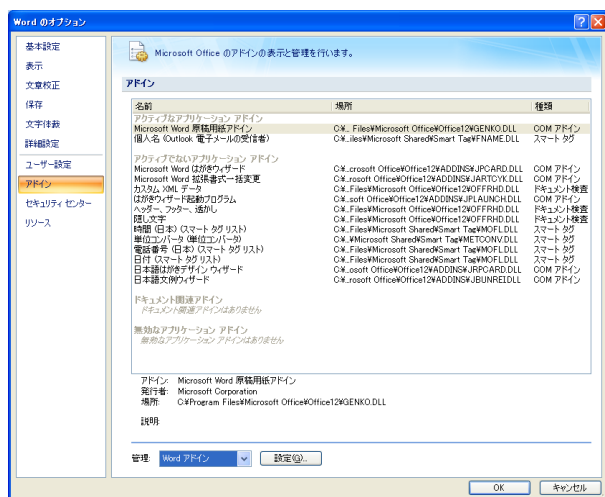 Word のオプション
基本設定
表示
文章校正
保存
文字体裁
詳細設定
ユーザー設定
アドイン
セキュリティ センター
リソース
Microsoft Office のアドインの表示と管理を行います。
アドイン
名前 場所 種類
アクティブなアプリケーション アドイン
Microsoft Word 原稿用紙アドイン C:¥... Files¥Microsoft Office¥Office12¥GENKO.DLL COM アドイン
個人名 (Outlook 電子メールの受信者) C:¥...iles¥Microsoft Shared¥Smart Tag¥FNAME.DLL スマート タグ
アクティブでないアプリケーション アドイン
Microsoft Word はがきウィザード C:¥...crosoft Office¥Office12¥ADDINS¥JPCARD.DLL COM アドイン
Microsoft Word 拡張書式一括変更 C:¥...rosoft Office¥Office12¥ADDINS¥JARTCYK.DLL COM アドイン
カスタム XML データ C:¥...Files¥Microsoft Office¥Office12¥OFFRHD.DLL ドキュメント検査
はがきウィザード起動プログラム C:¥...soft Office¥Office12¥ADDINS¥JPLAUNCH.DLL COM アドイン
ヘッダー、フッター、透かし C:¥...Files¥Microsoft Office¥Office12¥OFFRHD.DLL ドキュメント検査
隠し文字 C:¥...Files¥Microsoft Office¥Office12¥OFFRHD.DLL ドキュメント検査
時間 (日本) (スマート タグ リスト) C:¥...Files¥Microsoft Shared¥Smart Tag¥MOFL.DLL スマート タグ
単位コンバータ (単位コンバータ) C:¥...¥Microsoft Shared¥Smart Tag¥METCONV.DLL スマート タグ
電話番号 (日本) (スマート タグ リスト) C:¥...Files¥Microsoft Shared¥Smart Tag¥MOFL.DLL スマート タグ
日付 (スマート タグ リスト) C:¥...Files¥Microsoft Shared¥Smart Tag¥MOFL.DLL スマート タグ
日本語はがきデザイン ウィザード C:¥...osoft Office¥Office12¥ADDINS¥JRPCARD.DLL COM アドイン
日本語文例ウィザード C:¥...rosoft Office¥Office12¥ADDINS¥JBUNREI.DLL COM アドイン
ドキュメント関連アドイン
ドキュメント関連アドインはありません
無効なアプリケーション アドイン
無効なアプリケーション アドインはありません
アドイン: Microsoft Word 原稿用紙アドイン
発行者: Microsoft Corporation
場所: C:¥Program Files¥Microsoft Office¥Office12¥GENKO.DLL
説明:
管理: Word アドイン 設定(G)...
OK キャンセル